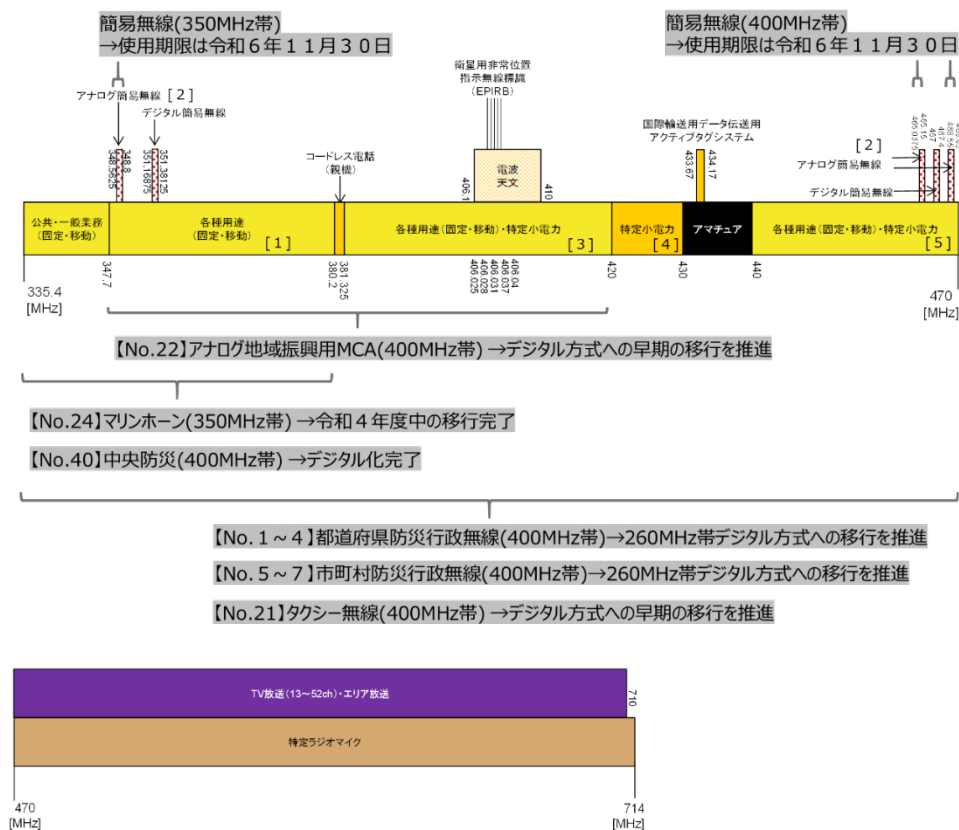 簡易無線(350MHz帯)
→使用期限は令和６年１１月３０日
簡易無線(400MHz帯)
→使用期限は令和６年１１月３０日
アナログ簡易無線 [２]
デジタル簡易無線
衛星用非常位置
指示無線標識
(EPIRB)
コードレス電話
(親機)
国際輸送用データ伝送用
アクティブタグシステム
[２]
アナログ簡易無線
デジタル簡易無線
348.5625
348.8
351.16875
351.38125
406.1
電波
天文
410
433.67
434.17
465.0375
465.15
467
467.4
468.55
公共・一般業務
(固定・移動)
各種用途
(固定・移動)
[１]
各種用途(固定・移動)・特定小電力
[３]
特定小電力
[４]
アマチュア
各種用途(固定・移動)・特定小電力
[５]
335.4
[MHz]
347.7
380.2
381.325
406.025
406.028
406.031
406.037
406.04
420
430
440
470
[MHz]
【No.22】アナログ地域振興用MCA(400MHz帯) →デジタル方式への早期の移行を推進
【No.24】マリンホーン(350MHz帯) →令和４年度中の移行完了
【No.40】中央防災(400MHz帯) →デジタル化完了
【No.１～４】都道府県防災行政無線(400MHz帯)→260MHz帯デジタル方式への移行を推進
【No.５～７】市町村防災行政無線(400MHz帯)→260MHz帯デジタル方式への移行を推進
【No.21】タクシー無線(400MHz帯) →デジタル方式への早期の移行を推進
TV放送(13～52ch)・エリア放送
710
特定ラジオマイク
470
[MHz]
714
[MHz]